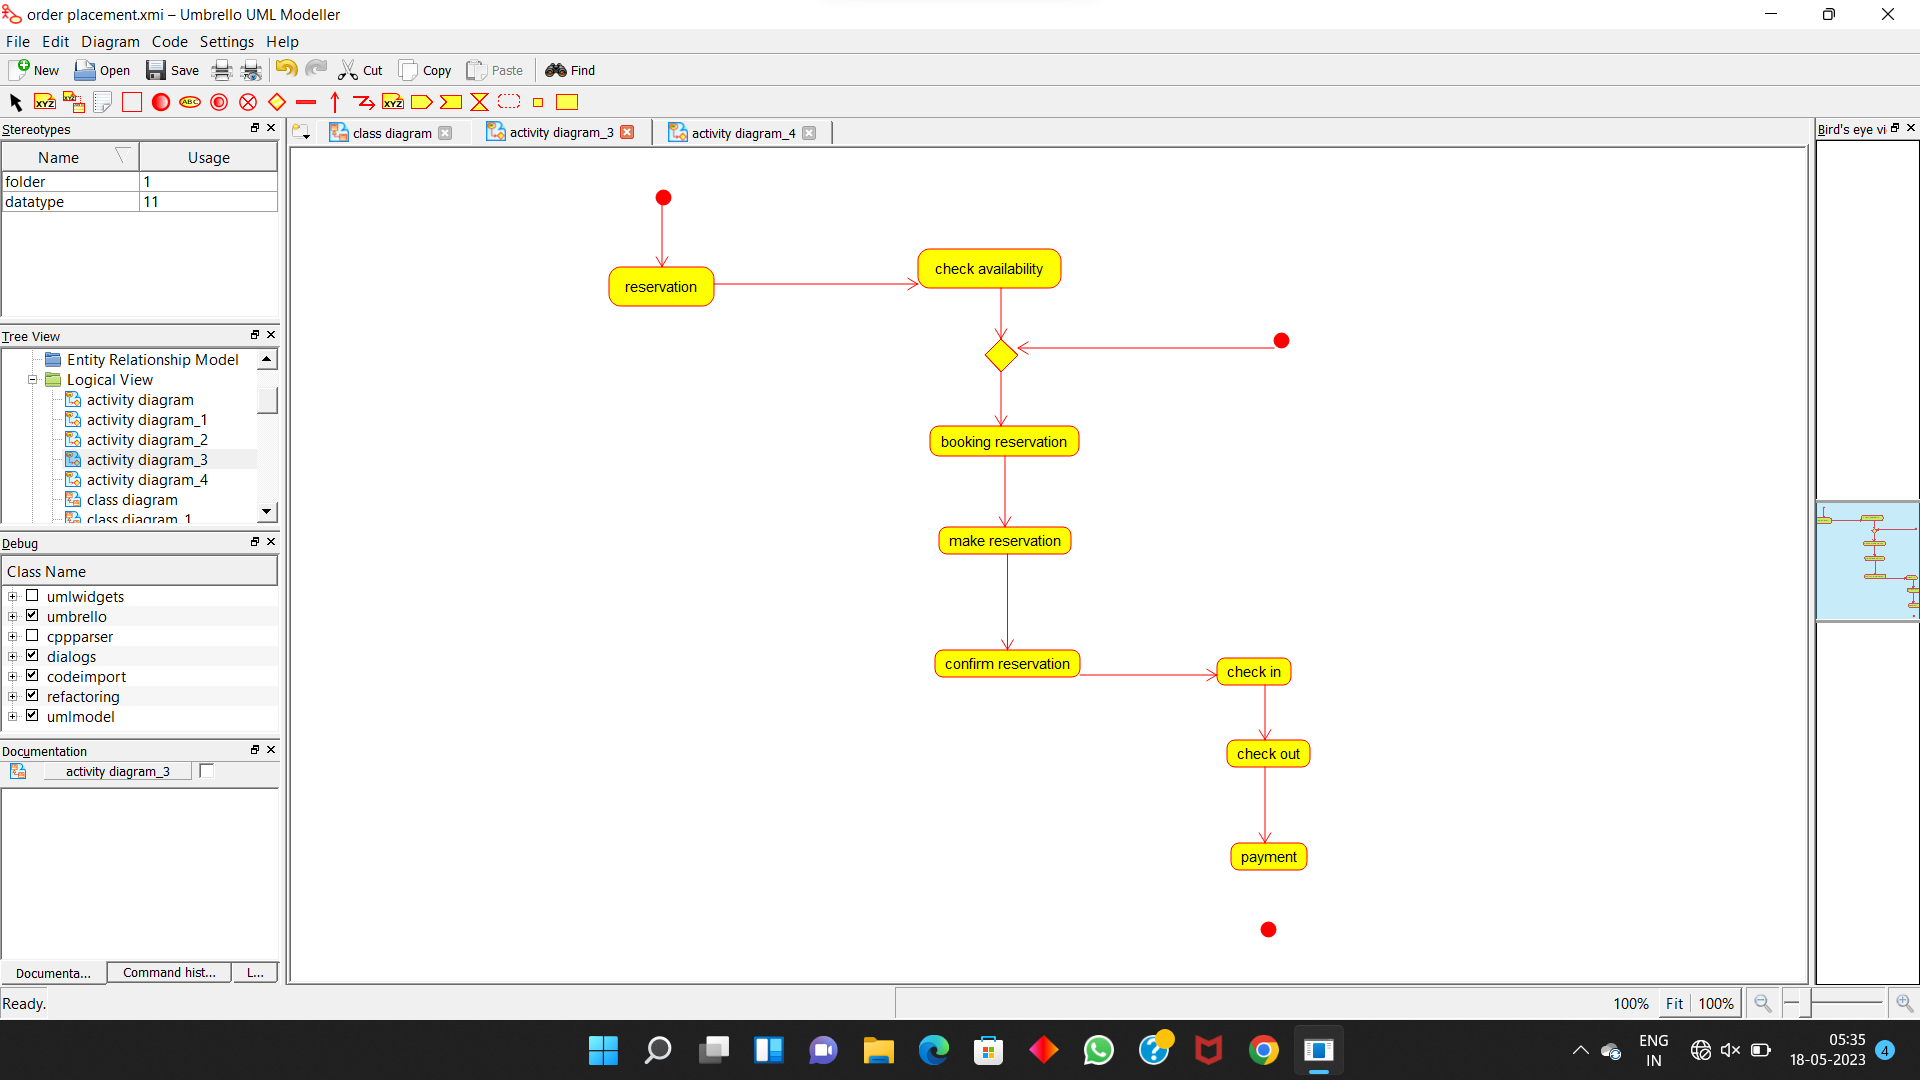 order placement.xmi – Umbrello UML Modeller
File Edit Diagram Code Settings Help
New Open Save Cut Copy Paste Find
XYZ XYZ ABC XYZ
Stereotypes
Name Usage
folder 1
datatype 11
Tree View
Entity Relationship Model
Logical View
activity diagram
activity diagram_1
activity diagram_2
activity diagram_3
activity diagram_4
class diagram
class diagram_1
Debug
Class Name
umlwidgets
umbrello
cppparser
dialogs
codeimport
refactoring
umlmodel
Documentation
activity diagram_3
Documenta... Command hist... L...
class diagram activity diagram_3 activity diagram_4
reservation
check availability
booking reservation
make reservation
confirm reservation
check in
check out
payment
Bird's eye vi
Ready.
100% Fit 100%
ENG
IN
05:35
18-05-2023
4